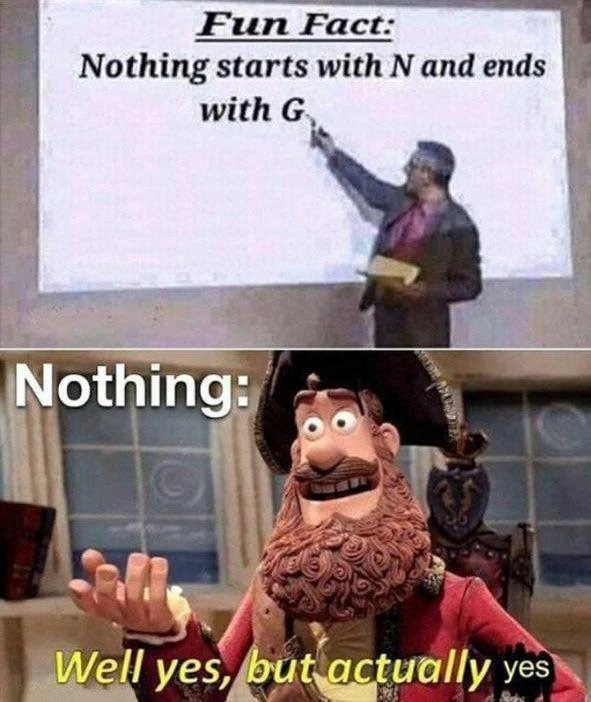 Fun Fact:
Nothing starts with N and ends
with G
Nothing:
Well yes, but actually yes